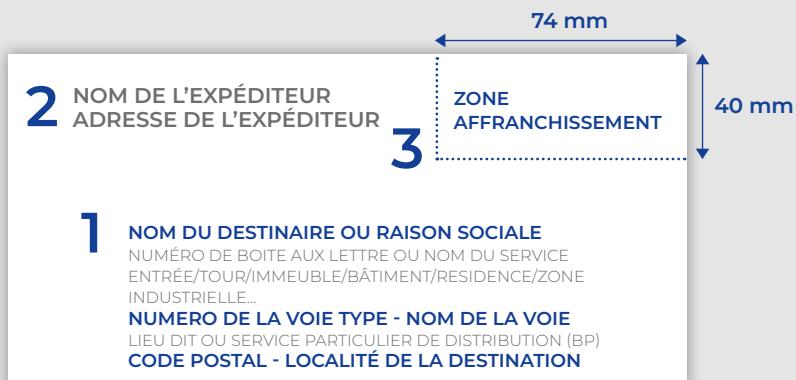 74 mm
2 NOM DE L'EXPÉDITEUR
ADRESSE DE L'EXPÉDITEUR
3 ZONE
AFFRANCHISSEMENT
40 mm
1 NOM DU DESTINAIRE OU RAISON SOCIALE
NUMÉRO DE BOITE AUX LETTRE OU NOM DU SERVICE
ENTRÉE/TOUR/IMMEUBLE/BÂTIMENT/RESIDENCE/ZONE
INDUSTRIELLE...
NUMERO DE LA VOIE TYPE - NOM DE LA VOIE
LIEU DIT OU SERVICE PARTICULIER DE DISTRIBUTION (BP)
CODE POSTAL - LOCALITÉ DE LA DESTINATION